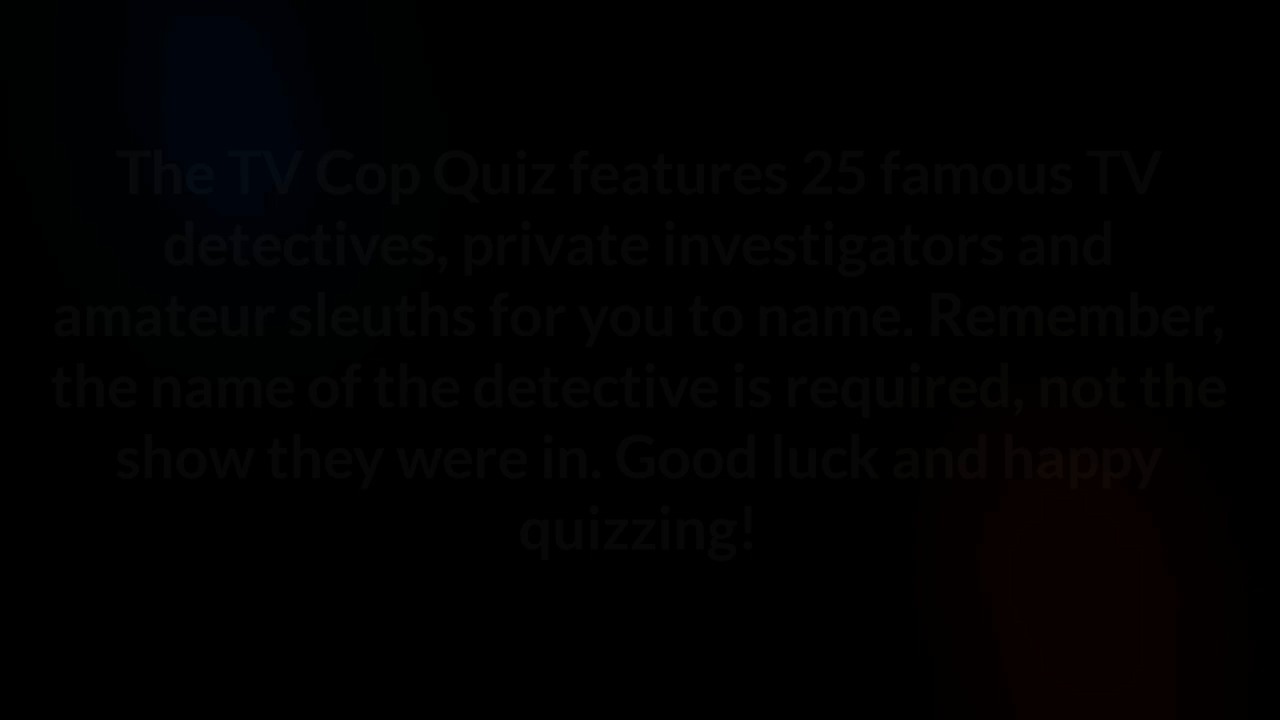 The TV Cop Quiz features 25 famous TV
detectives, private investigators and
amateur sleuths for you to name. Remember,
the name of the detective is required, not the
show they were in. Good luck and happy
quizzing!